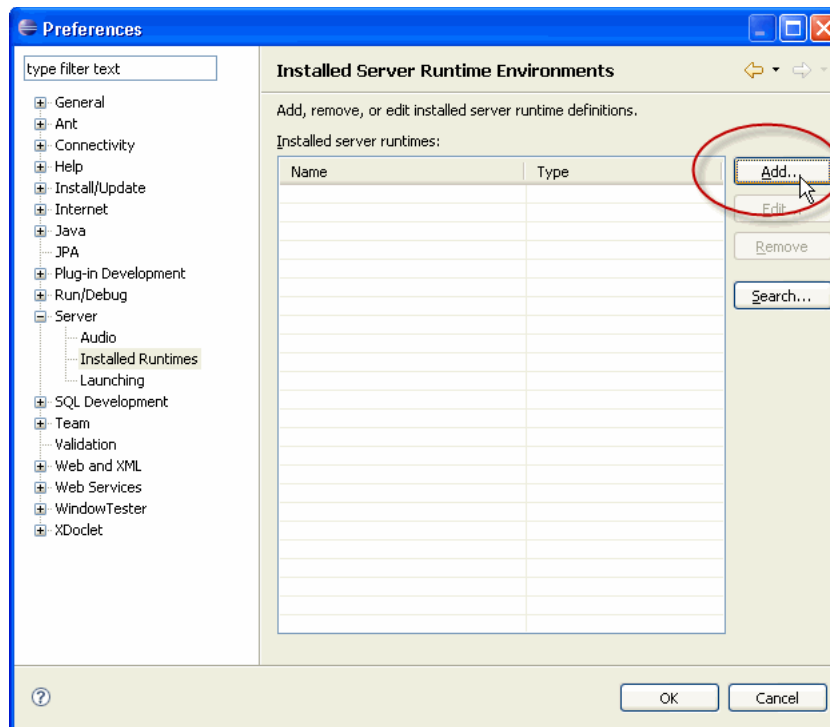 Preferences
type filter text
General
Ant
Connectivity
Help
Install/Update
Internet
Java
JPA
Plug-in Development
Run/Debug
Server
Audio
Installed Runtimes
Launching
SQL Development
Team
Validation
Web and XML
Web Services
WindowTester
XDoclet
Installed Server Runtime Environments
Add, remove, or edit installed server runtime definitions.
Installed server runtimes:
Name Type
Add...
Edit...
Remove
Search...
OK Cancel